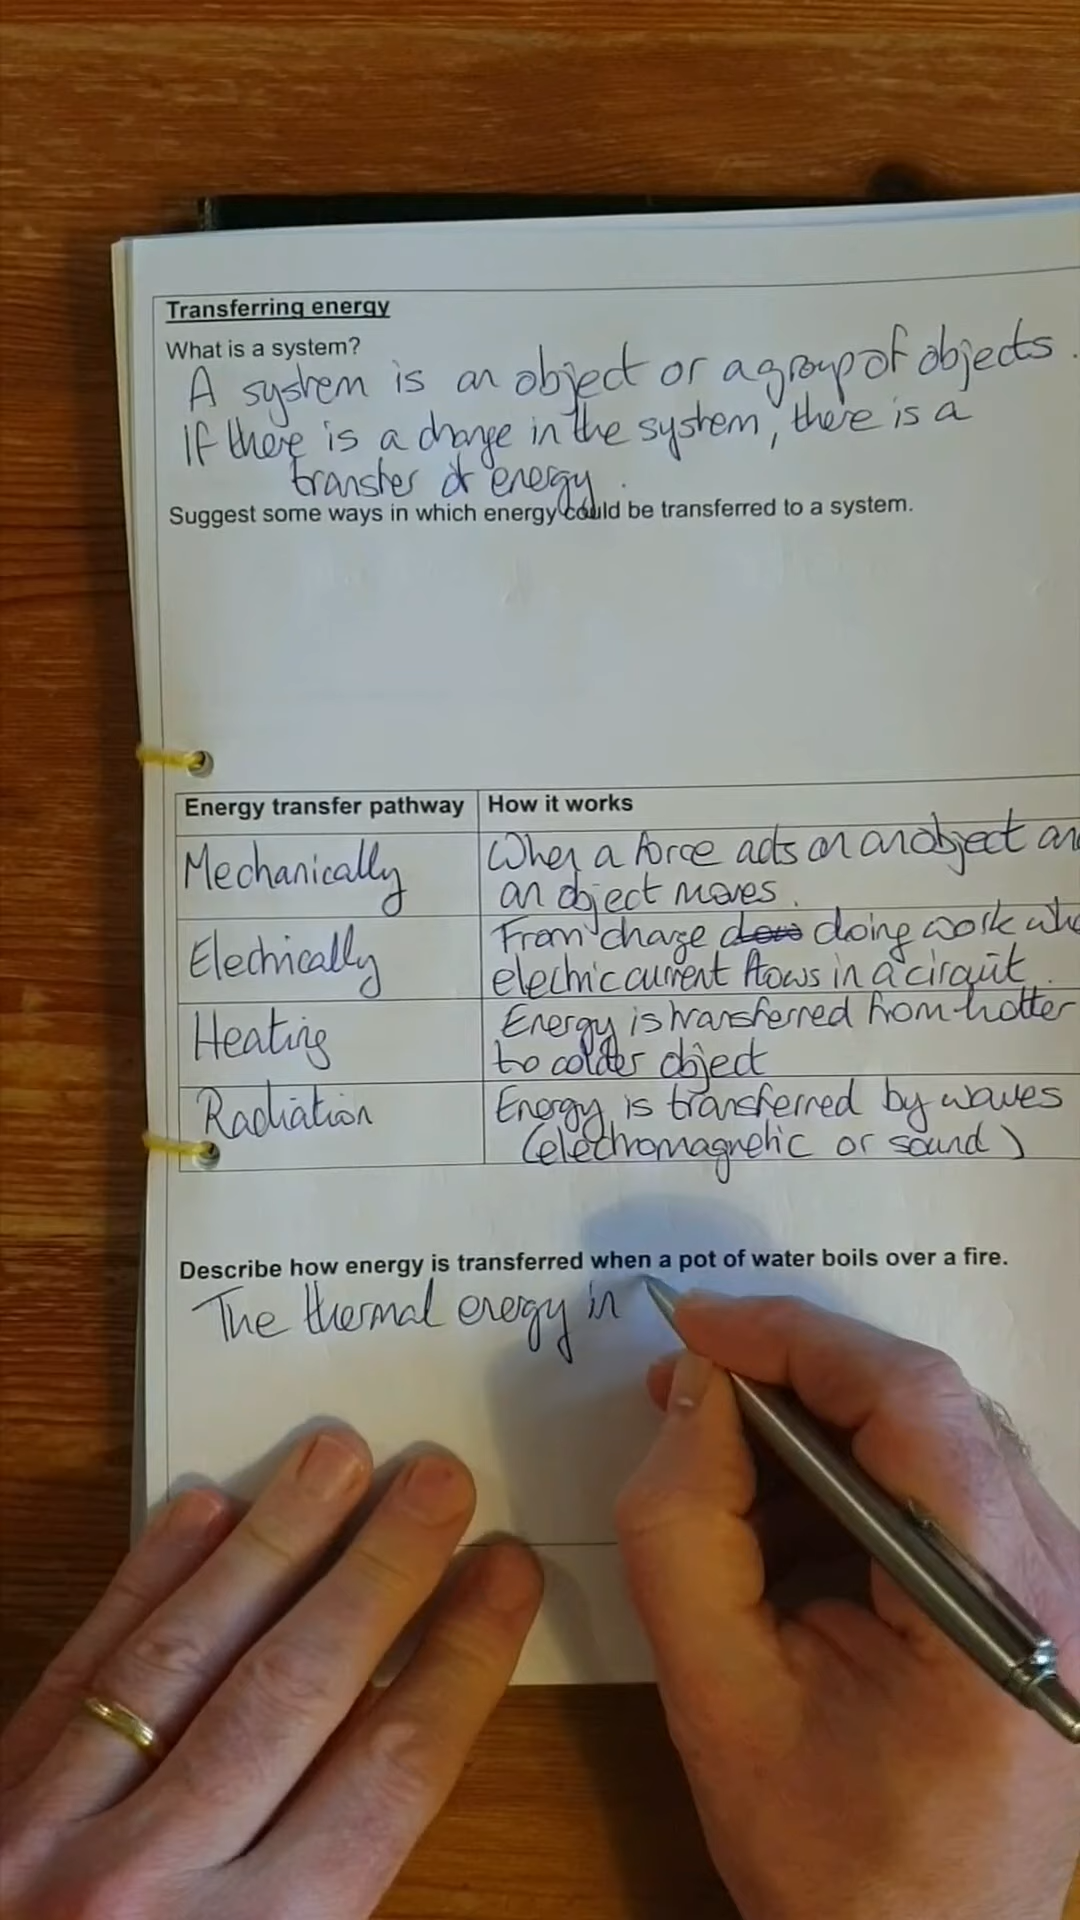 Transferring energy
What is a system?
A system is an object or a group of objects.
If there is a change in the system, there is a
transfer of energy.
Suggest some ways in which energy could be transferred to a system.
Energy transfer pathway How it works
Mechanically When a force acts on an object an
an object moves.
Electrically From charge doing work whe
electric current flows in a circuit.
Heating Energy is transferred from hotter
to colder object
Radiation Energy is transferred by waves
(electromagnetic or sound)
Describe how energy is transferred when a pot of water boils over a fire.
The thermal energy in